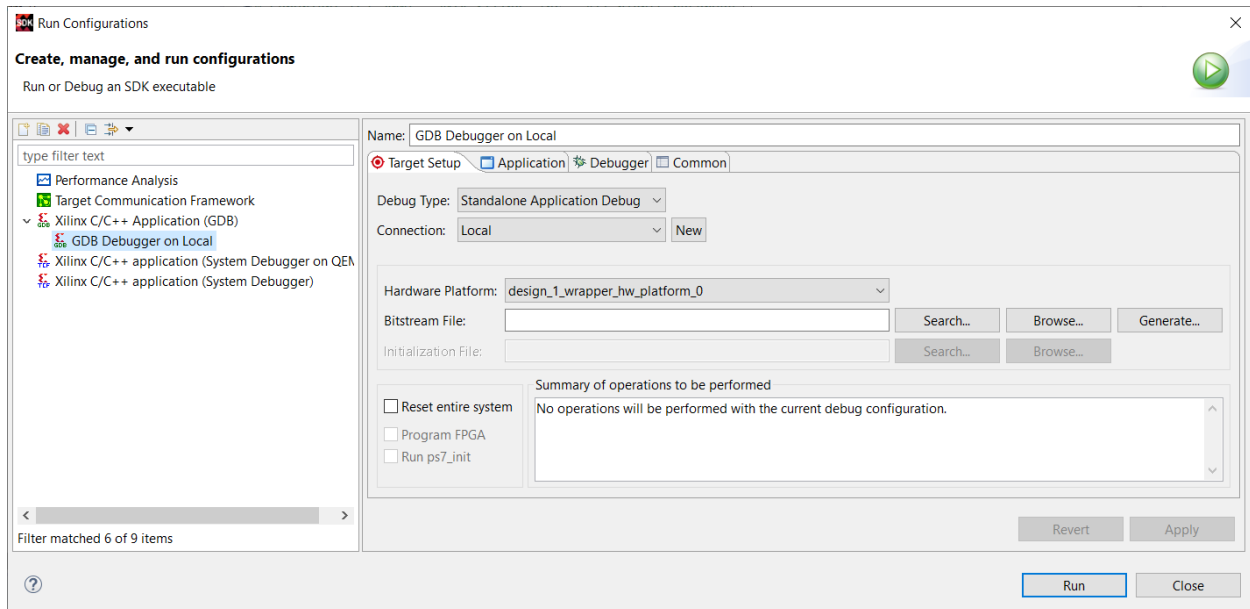 SDK Run Configurations
Create, manage, and run configurations
Run or Debug an SDK executable
type filter text
Performance Analysis
Target Communication Framework
Xilinx C/C++ Application (GDB)
GDB Debugger on Local
Xilinx C/C++ application (System Debugger on QEM
Xilinx C/C++ application (System Debugger)
Filter matched 6 of 9 items
Name: GDB Debugger on Local
Target Setup Application Debugger Common
Debug Type: Standalone Application Debug
Connection: Local New
Hardware Platform: design_1_wrapper_hw_platform_0
Bitstream File: Search... Browse... Generate...
Initialization File: Search... Browse...
Reset entire system
Program FPGA
Run ps7_init
Summary of operations to be performed
No operations will be performed with the current debug configuration.
Revert Apply
Run Close